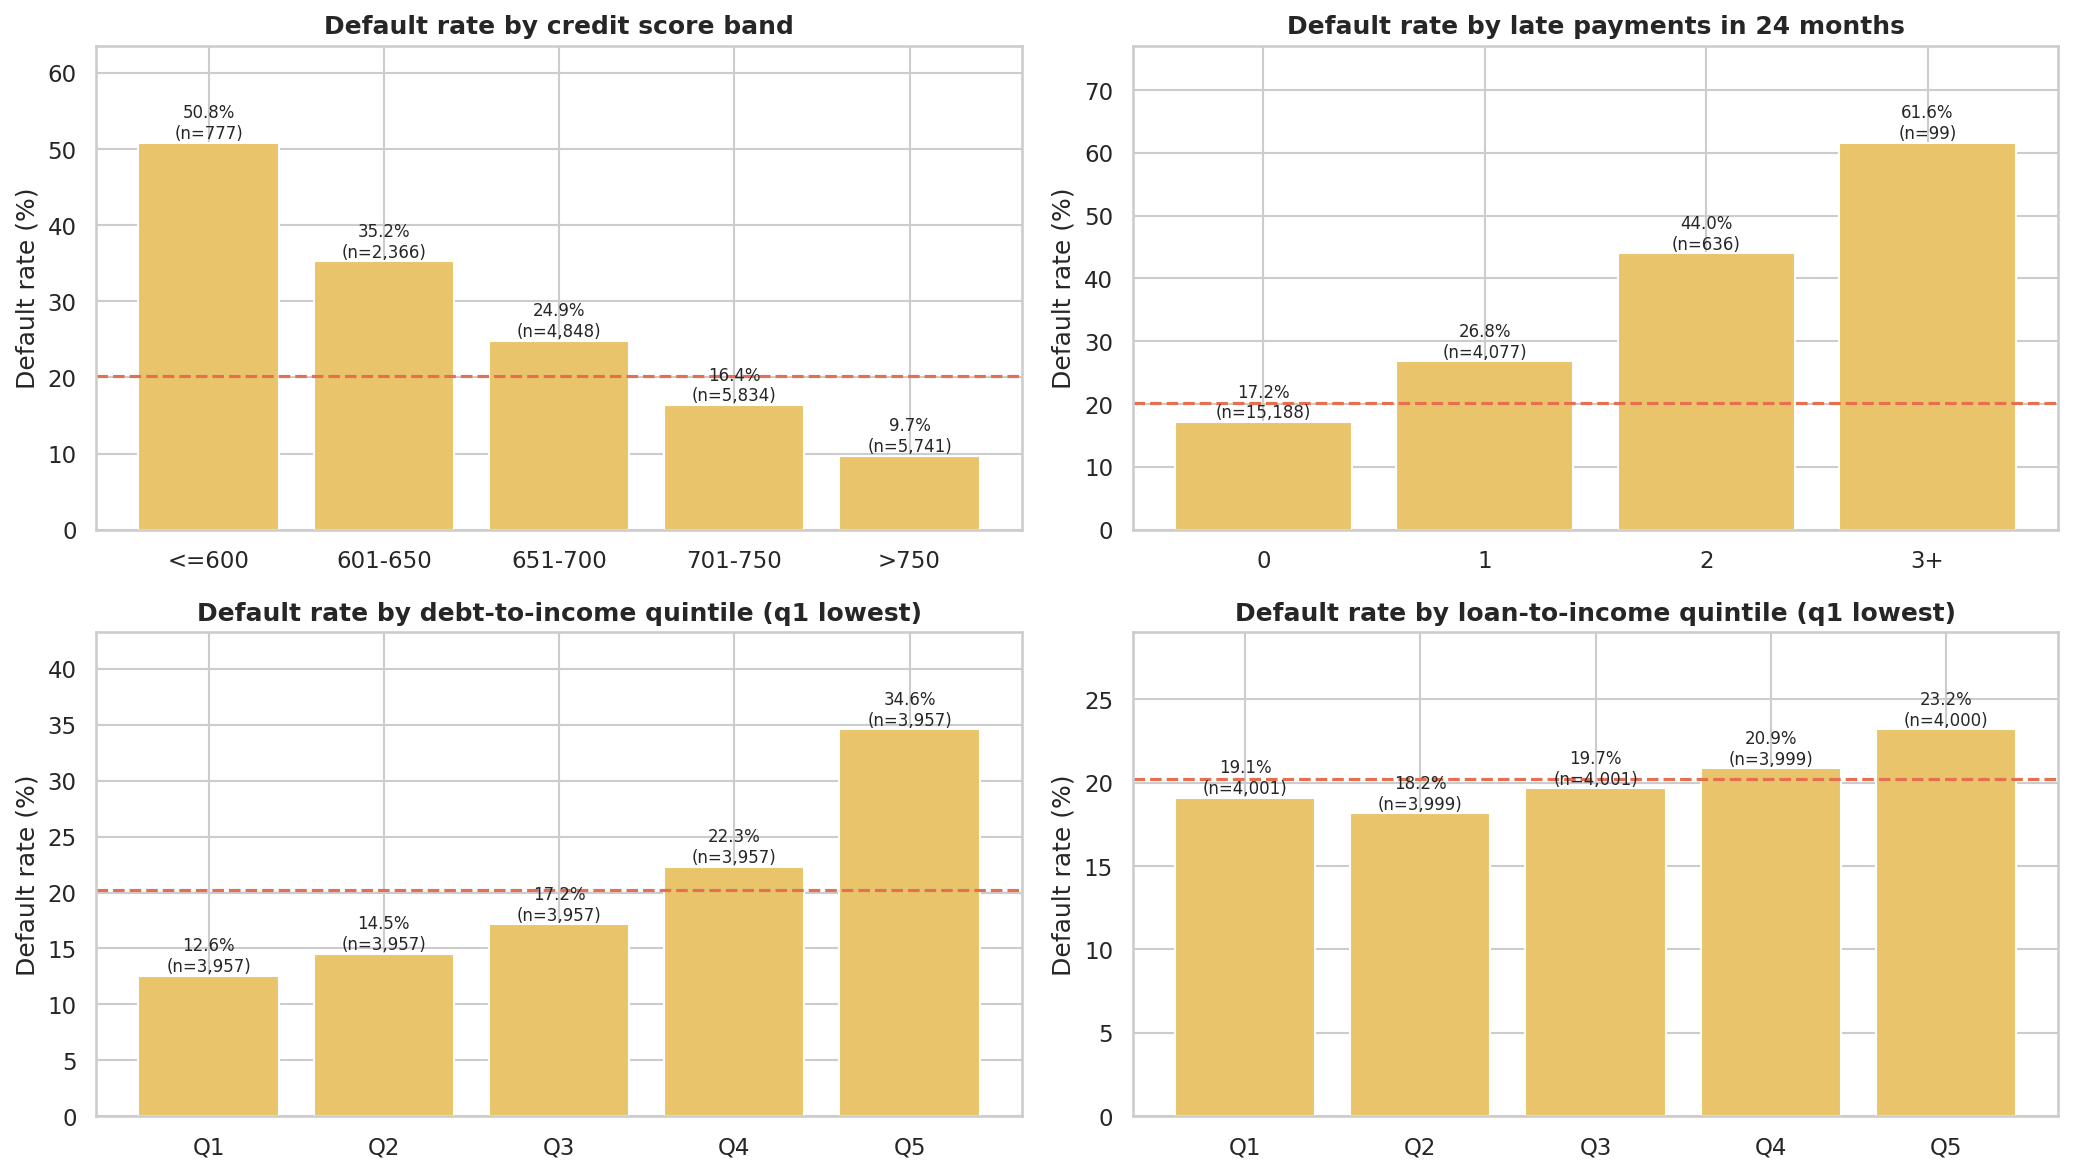 Default rate by credit score band
Default rate (%)
60
50
40
30
20
10
0
50.8%
(n=777)
35.2%
(n=2,366)
24.9%
(n=4,848)
16.4%
(n=5,834)
9.7%
(n=5,741)
<=600
601-650
651-700
701-750
>750
Default rate by late payments in 24 months
Default rate (%)
70
60
50
40
30
20
10
0
17.2%
(n=15,188)
26.8%
(n=4,077)
44.0%
(n=636)
61.6%
(n=99)
0
1
2
3+
Default rate by debt-to-income quintile (q1 lowest)
Default rate (%)
40
35
30
25
20
15
10
5
0
12.6%
(n=3,957)
14.5%
(n=3,957)
17.2%
(n=3,957)
22.3%
(n=3,957)
34.6%
(n=3,957)
Q1
Q2
Q3
Q4
Q5
Default rate by loan-to-income quintile (q1 lowest)
Default rate (%)
25
20
15
10
5
0
19.1%
(n=4,001)
18.2%
(n=3,999)
19.7%
(n=4,001)
20.9%
(n=3,999)
23.2%
(n=4,000)
Q1
Q2
Q3
Q4
Q5